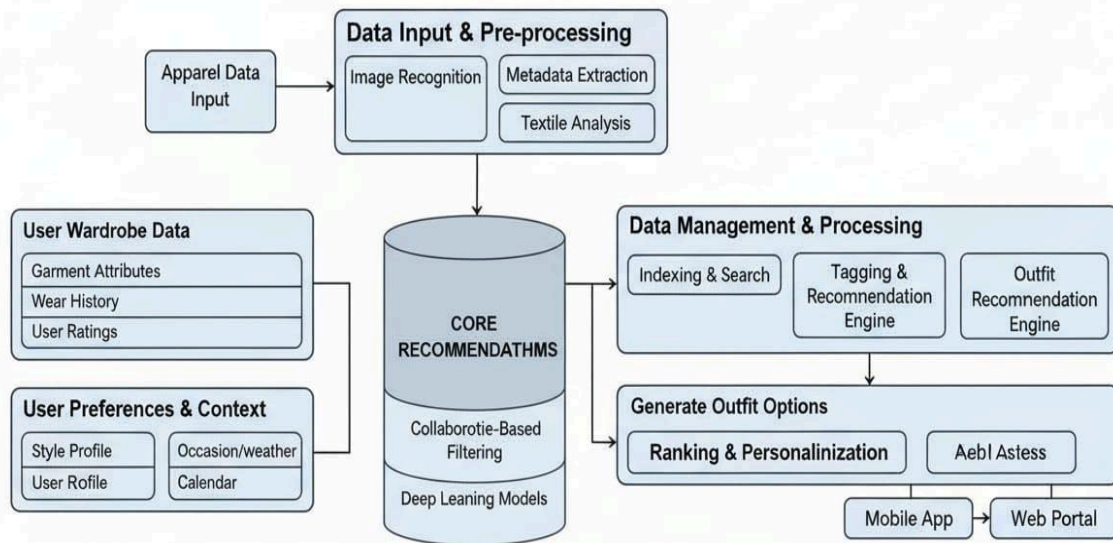 Data Input & Pre-processing
Apparel Data
Input
Image Recognition
Metadata Extraction
Textile Analysis
User Wardrobe Data
Garment Attributes
Wear History
User Ratings
User Preferences & Context
Style Profile
User Rofile
Occasion/weather
Calendar
CORE
RECOMMENDATHMS
Collaborotie-Based
Filtering
Deep Leaning Models
Data Management & Processing
Indexing & Search
Tagging &
Recommendation
Engine
Outfit
Recomnendation
Engine
Generate Outfit Options
Ranking & Personalinization
Aebl Astess
Mobile App
Web Portal